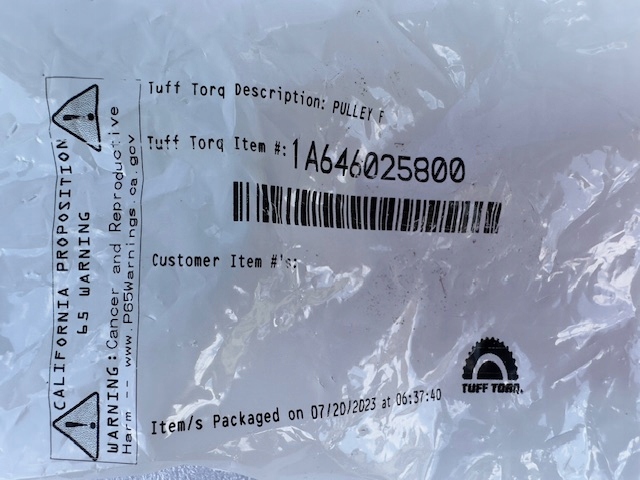 Tuff Torq Description: PULLEY F
Tuff Torq Item #: 1A646025800
Customer Item #'s:
TUFF TORQ.
Item/s Packaged on 07/20/2023 at 06:37:40
CALIFORNIA PROPOSITION
65 WARNING
WARNING: Cancer and Reproductive
Harm -- www.P65Warnings.ca.gov